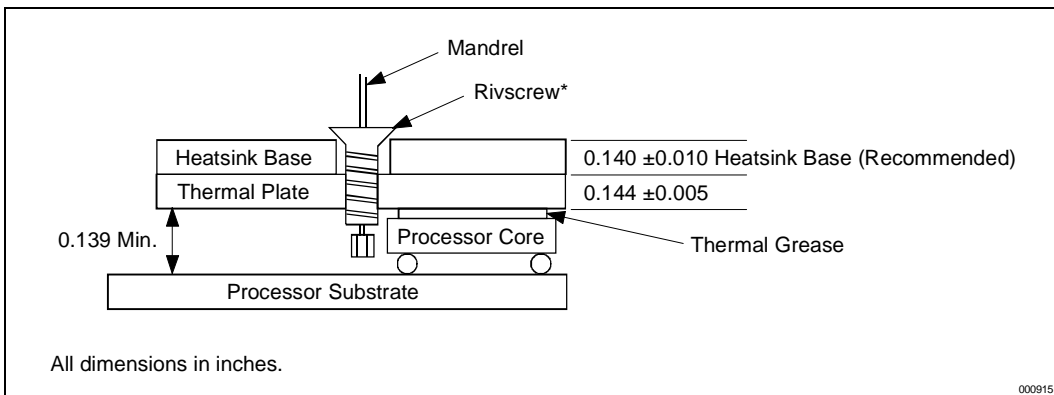 Mandrel
Rivscrew*
Heatsink Base
0.140 ±0.010 Heatsink Base (Recommended)
Thermal Plate
0.144 ±0.005
0.139 Min.
Processor Core
Thermal Grease
Processor Substrate
All dimensions in inches.
000915